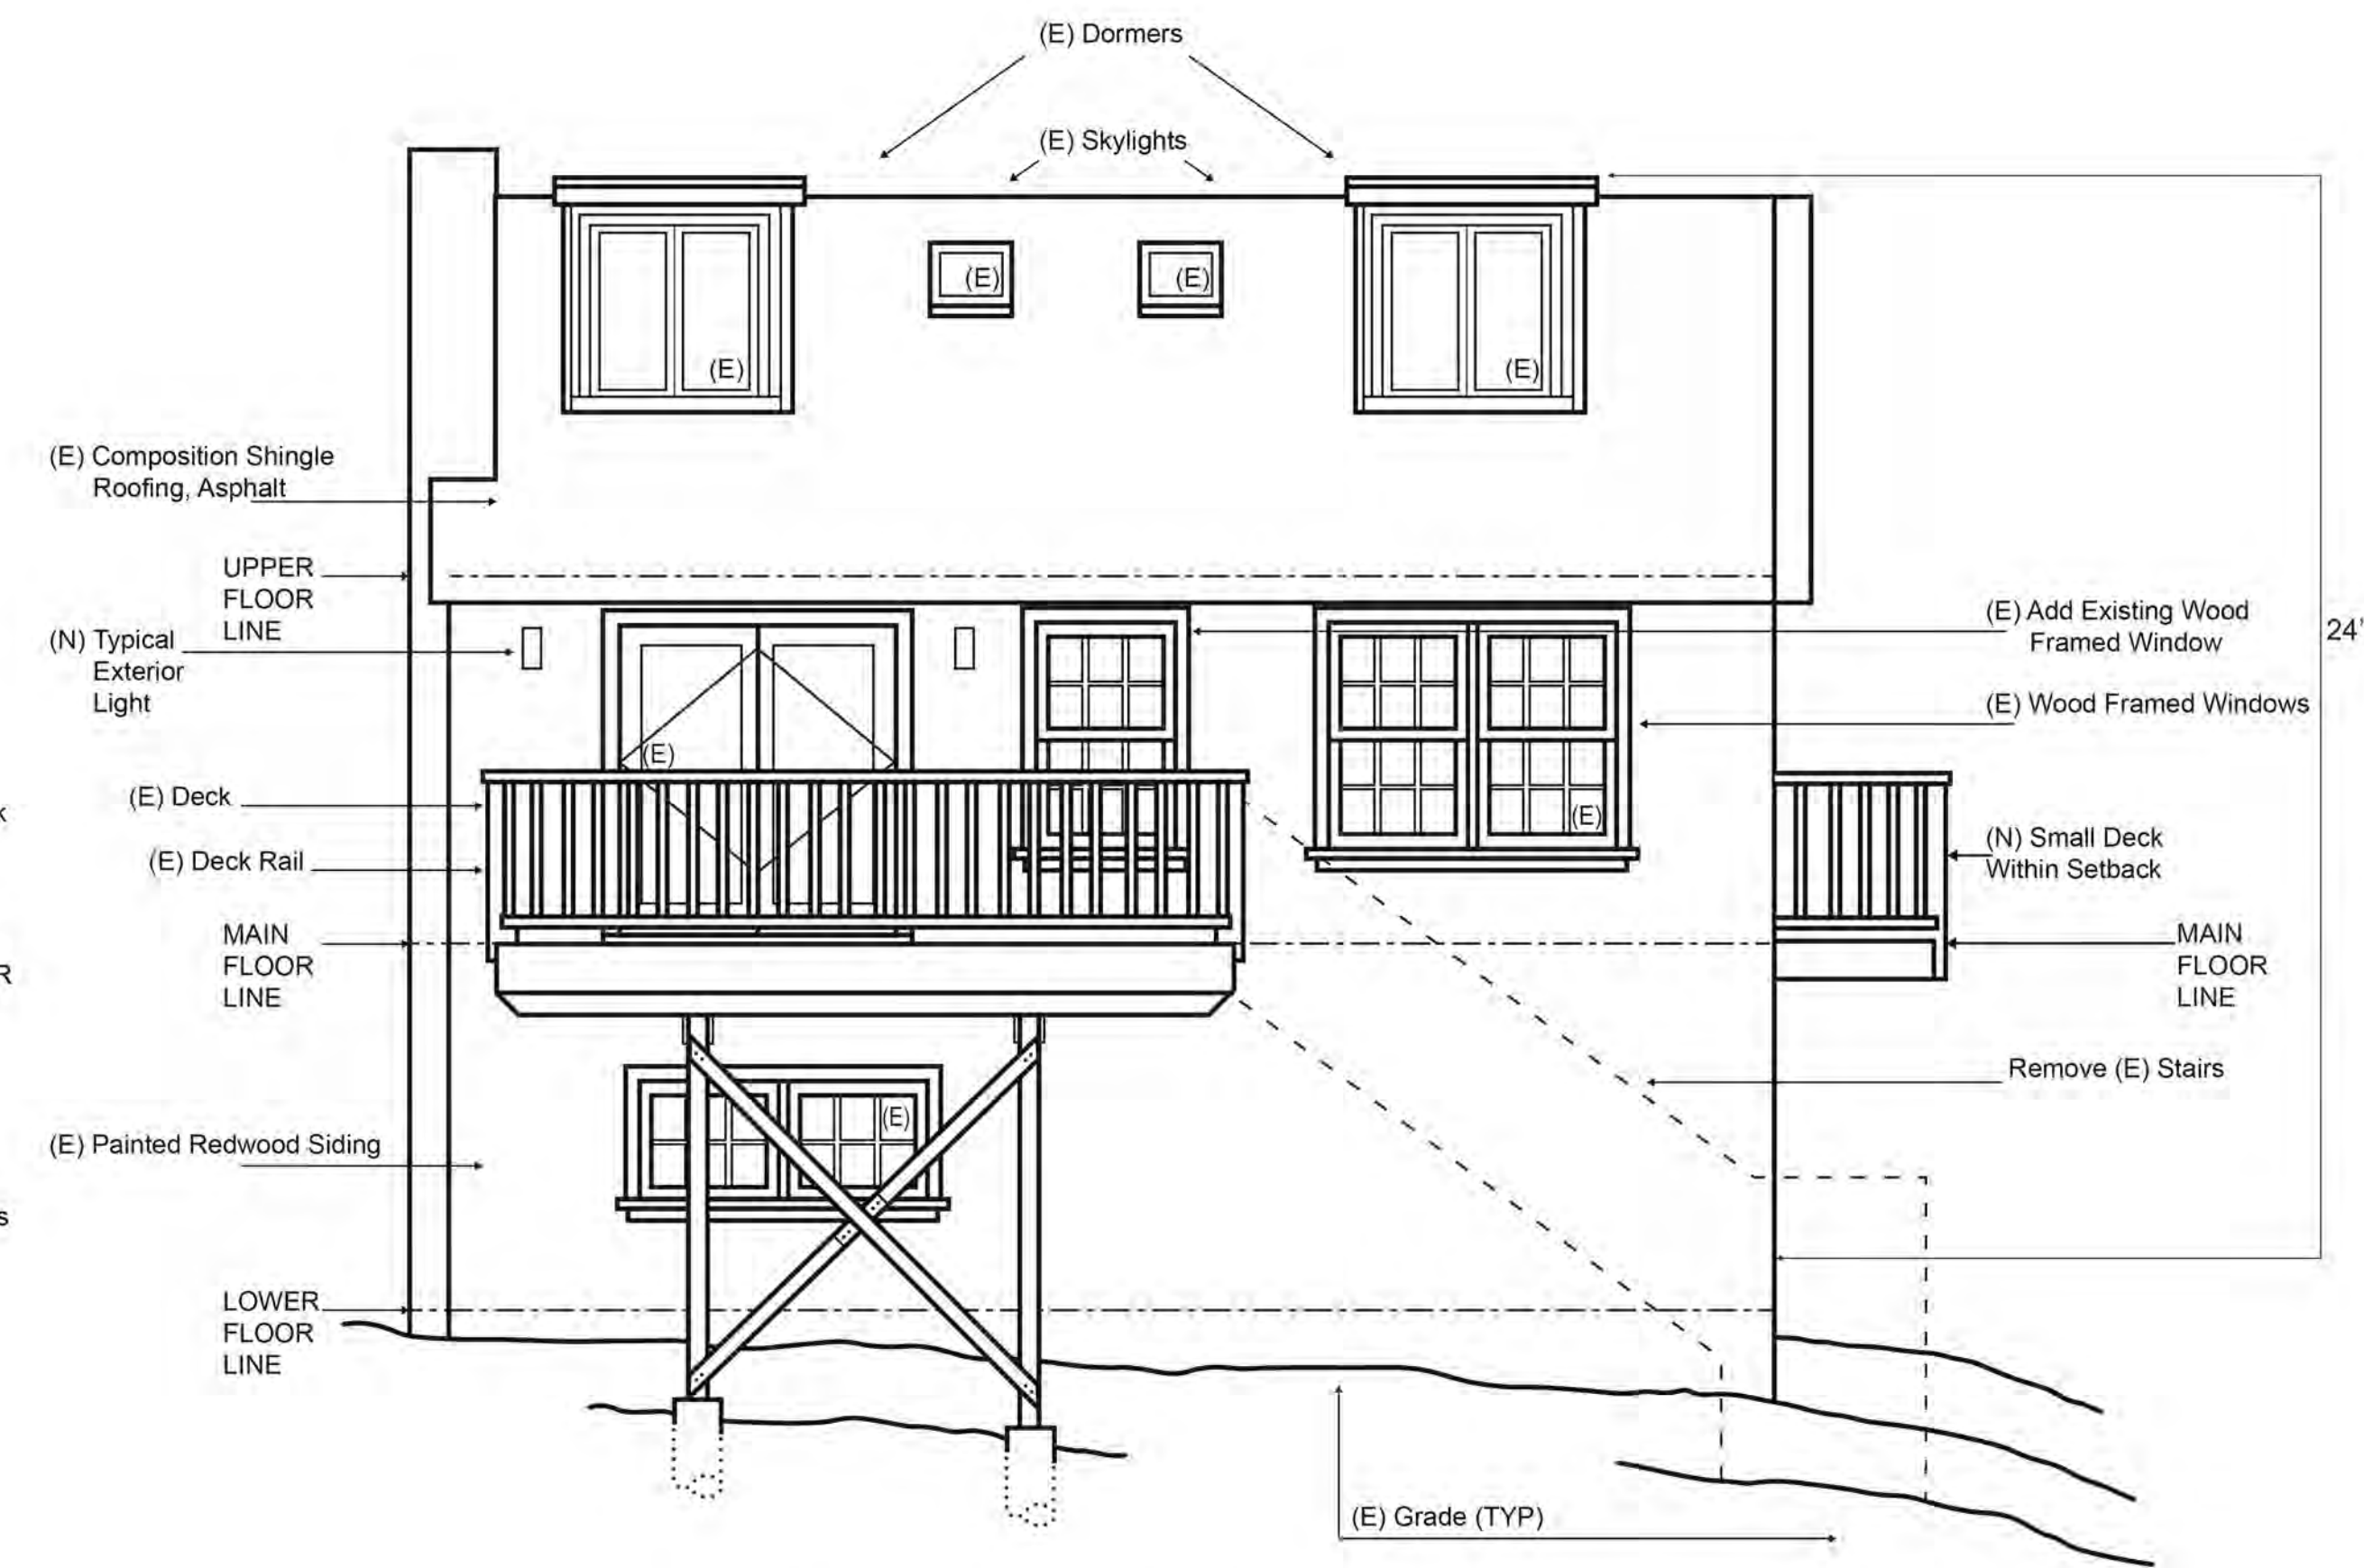 (E) Dormers
(E) Skylights
(E)
(E)
(E)
(E)
(E) Composition Shingle
Roofing, Asphalt
UPPER
FLOOR
LINE
(N) Typical
Exterior
Light
(E) Add Existing Wood
Framed Window
24'
(E) Wood Framed Windows
(E)
(E) Deck
(E)
(E) Deck Rail
(N) Small Deck
Within Setback
MAIN
FLOOR
LINE
MAIN
FLOOR
LINE
R
Remove (E) Stairs
(E)
(E) Painted Redwood Siding
s
LOWER
FLOOR
LINE
(E) Grade (TYP)